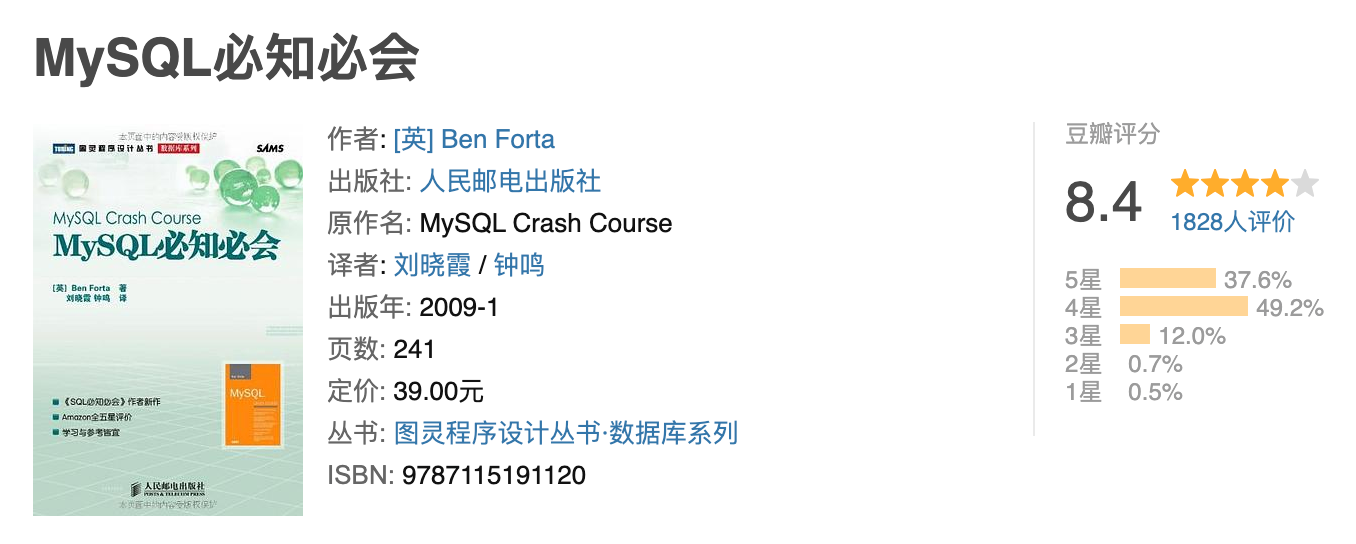 MySQL必知必会
本页面中的内容受版权保护
TURING 图灵程序设计丛书 数据库系列 SAMS
MySQL Crash Course
MySQL必知必会
[英] Ben Forta 著
刘晓霞 钟鸣 译
MySQL
《SQL必知必会》作者新作
Amazon全五星评价
学习与参考皆宜
人民邮电出版社
POSTS & TELECOM PRESS
本页面中的内容受版权保护
作者: [英] Ben Forta
出版社: 人民邮电出版社
原作名: MySQL Crash Course
译者: 刘晓霞 / 钟鸣
出版年: 2009-1
页数: 241
定价: 39.00元
丛书: 图灵程序设计丛书·数据库系列
ISBN: 9787115191120
豆瓣评分
8.4
1828人评价
5星 37.6%
4星 49.2%
3星 12.0%
2星 0.7%
1星 0.5%